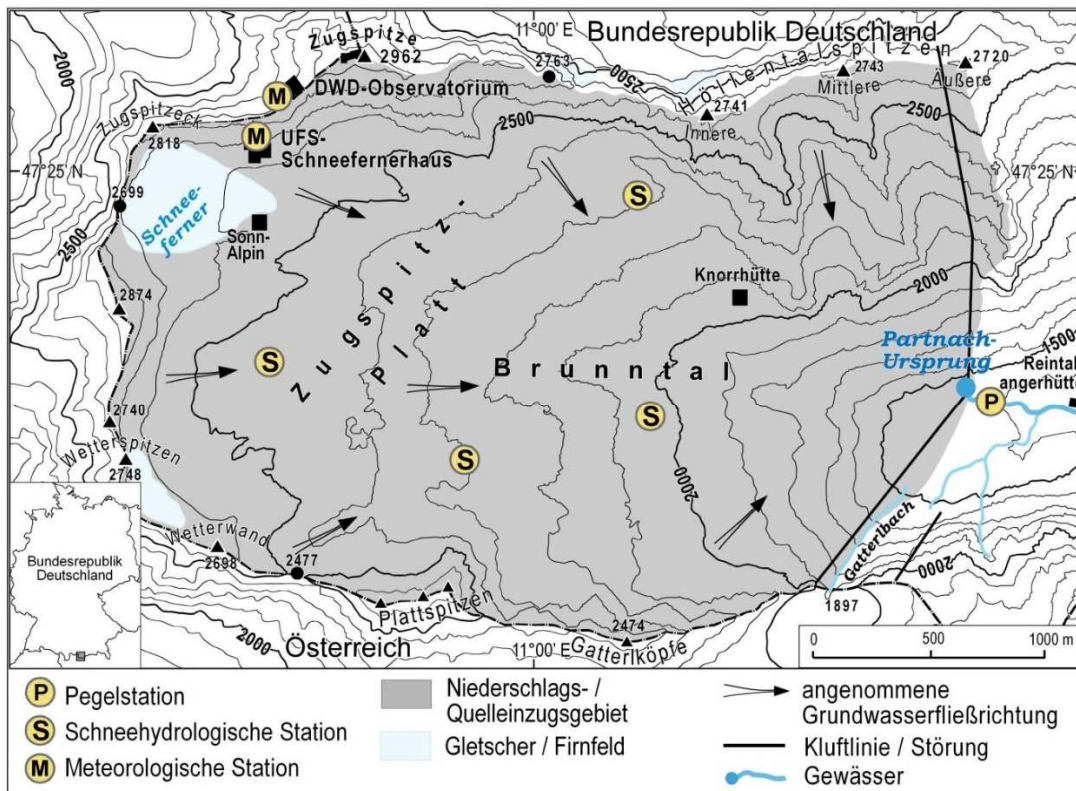 Bundesrepublik Deutschland
11°00' E
Zugspitze
2962
2763
2500
Höllentalspitzen
2743
Mittlere
2720
Äußere
2741
Innere
2000
DWD-Observatorium
M
M
UFS-
Schneefernerhaus
Zugspitzeck
2818
2500
47°25' N
47°25' N
2699
Schnee-
ferner
Sonn-
Alpin
S
2500
Zugspitz-
Platt
Knorrhütte
2000
2874
S
Brunntal
Partnach-
Ursprung
1500
Reintal-
angerhütte
P
2740
Wetterspitzen
2748
S
S
2000
Wetterwand
2698
2477
Plattspitzen
Gatterlbach
2000
1897
2474
Gatterlköpfe
2000
Österreich
11°00' E
Bundesrepublik
Deutschland
0 500 1000 m
P Pegelstation
S Schneehydrologische Station
M Meteorologische Station
Niederschlags- /
Quelleinzugsgebiet
Gletscher / Firnfeld
angenommene
Grundwasserfließrichtung
Kluftlinie / Störung
Gewässer